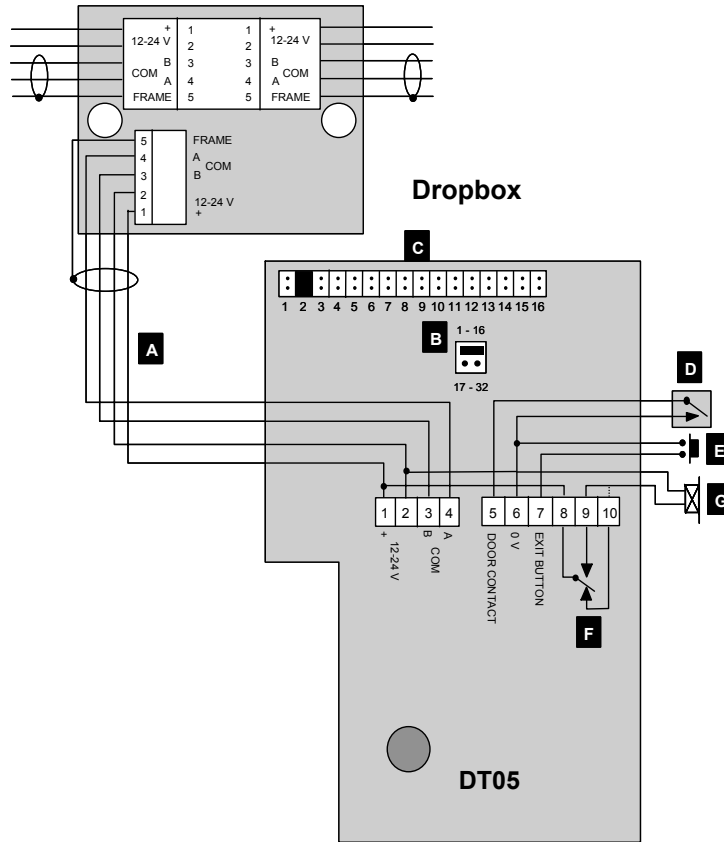 + 1 1 +
12-24 V 2 2 12-24 V
B 3 3 B
COM
COM
A 4 4 A
FRAME 5 5 FRAME
5 FRAME
4 A
COM
3 B
2
12-24 V
1 +
Dropbox
C
1 2 3 4 5 6 7 8 9 10 11 12 13 14 15 16
B
1 - 16
17 - 32
A
D
E
G
1 2 3 4
5 6 7 8 9 10
+
12-24 V
B
COM
A
DOOR CONTACT
0 V
EXIT BUTTON
F
DT05